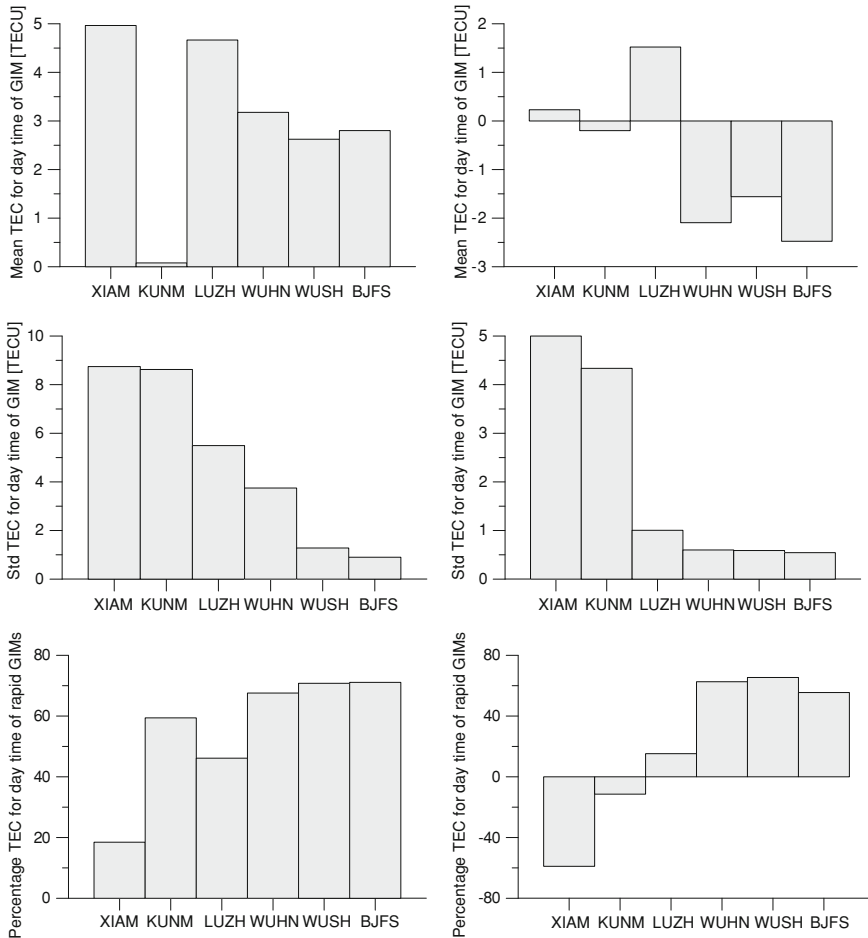 Mean TEC for day time of GIM [TECU]
5
4
3
2
1
0
XIAM KUNM LUZH WUHN WUSH BJFS
Mean TEC for day time of GIM [TECU]
2
1
0
-1
-2
-3
XIAM KUNM LUZH WUHN WUSH BJFS
Std TEC for day time of GIM [TECU]
10
8
6
4
2
0
XIAM KUNM LUZH WUHN WUSH BJFS
Std TEC for day time of GIM [TECU]
5
4
3
2
1
0
XIAM KUNM LUZH WUHN WUSH BJFS
Percentage TEC for day time of rapid GIMs
80
60
40
20
0
XIAM KUNM LUZH WUHN WUSH BJFS
Percentage TEC for day time of rapid GIMs
80
40
0
-40
-80
XIAM KUNM LUZH WUHN WUSH BJFS